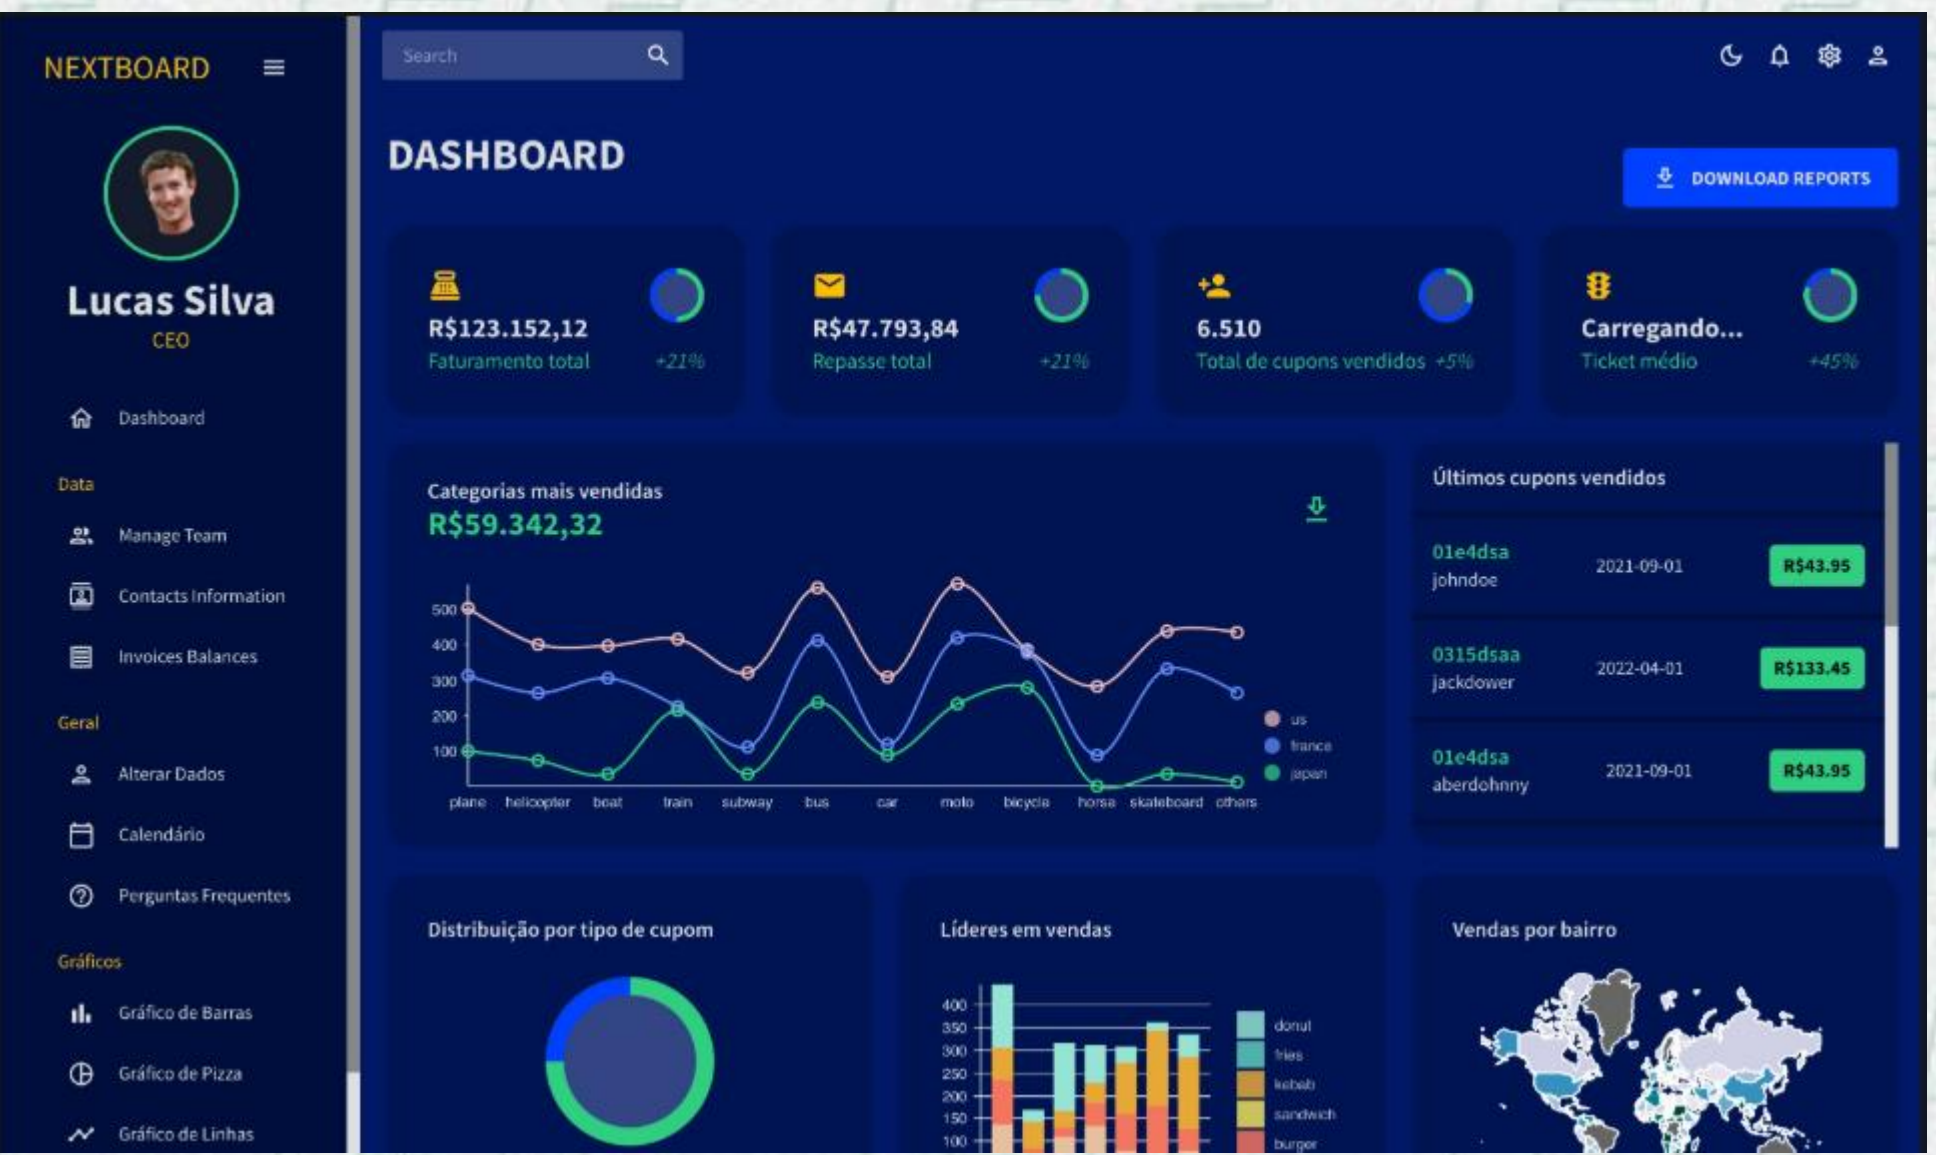 NEXTBOARD
Lucas Silva
CEO
Dashboard
Data
Manage Team
Contacts Information
Invoices Balances
Geral
Alterar Dados
Calendário
Perguntas Frequentes
Gráficos
Gráfico de Barras
Gráfico de Pizza
Gráfico de Linhas
Search
DASHBOARD
DOWNLOAD REPORTS
R$123.152,12
Faturamento total +21%
R$47.793,84
Repasse total +21%
6.510
Total de cupons vendidos +5%
Carregando...
Ticket médio +45%
Categorias mais vendidas
R$59.342,32
500
400
300
200
100
plane helicopter boat train subway bus car moto bicycle horse skateboard others
us
france
japan
Últimos cupons vendidos
01e4dsa
johndoe
2021-09-01
R$43.95
0315dsaa
jackdower
2022-04-01
R$133.45
01e4dsa
aberdohnny
2021-09-01
R$43.95
Distribuição por tipo de cupom
Líderes em vendas
400
350
300
250
200
150
100
donut
fries
kebab
sandwich
burger
Vendas por bairro